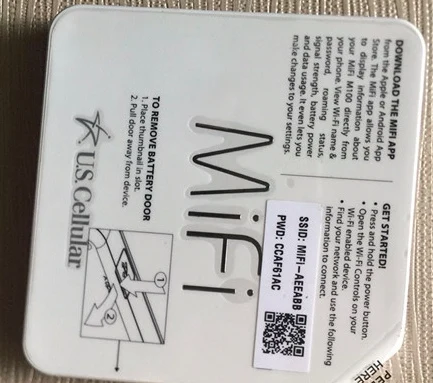 DOWNLOAD THE MIFI APP
from the Apple or Android App
Store. The MiFi app allows you
to display information about
your MiFi M100 directly from
your phone. View Wi-Fi name &
password, roaming status,
signal strength, battery power
and data usage. It even lets you
make changes to your settings.
GET STARTED!
• Press and hold the power button.
• Open the Wi-Fi Controls on your
Wi-Fi enabled device.
• Find your network and use the following
information to connect.
SSID: MIFI-AEEABB
PWD: CCAF61AC
MiFi
TO REMOVE BATTERY DOOR
1. Place thumbnail in slot.
2. Pull door away from device.
US Cellular
1
2
HERE